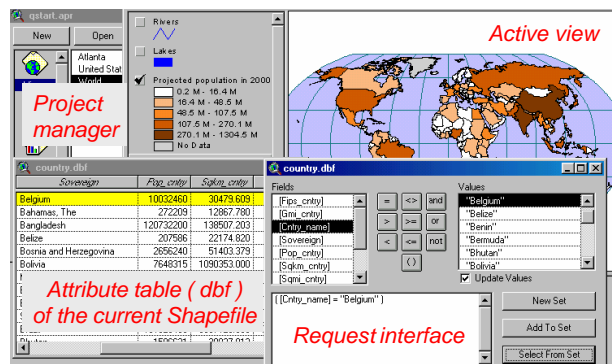 qstart.apr
New
Open
Atlanta
United Stat
World
Project
manager
Rivers
Lakes
Projected population in 2000
0.2 M - 16.4 M
16.4 M - 48.5 M
48.5 M - 107.5 M
107.5 M - 270.1 M
270.1 M - 1304.5 M
No Data
Active view
country.dbf
Sovereign Pop_cntry Sqkm_cntry
Belgium 10032460 30479.609
Bahamas, The 272209 12867.780
Bangladesh 120732200 138507.203
Belize 207586 22174.820
Bosnia and Herzegovina 2656240 51403.379
Bolivia 7648315 1090353.000
Attribute table ( dbf )
of the current Shapefile
country.dbf
Fields
[Fips_cntry]
[Gmi_cntry]
[Cntry_name]
[Sovereign]
[Pop_cntry]
[Sqkm_cntry]
[Sqmi_cntry]
= <> and
> >= or
< <= not
( )
Values
"Belgium"
"Belize"
"Benin"
"Bermuda"
"Bhutan"
"Bolivia"
Update Values
( [Cntry_name] = "Belgium" )
New Set
Add To Set
Select From Set
Request interface